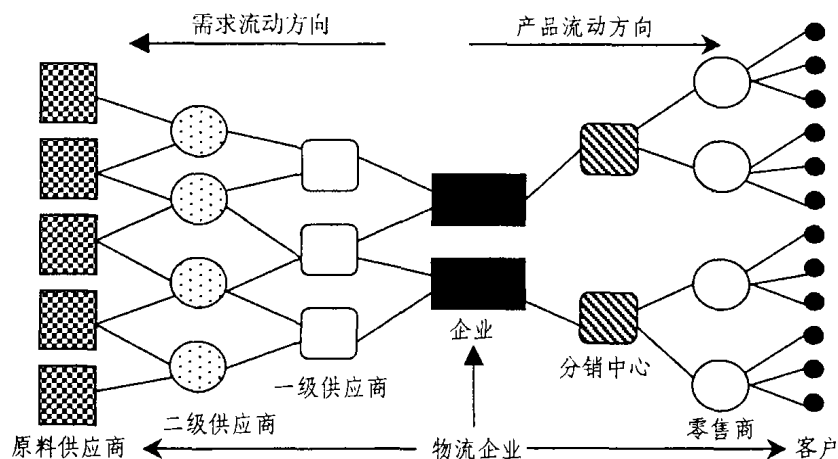 需求流动方向
产品流动方向
企业
一级供应商
分销中心
二级供应商
零售商
原料供应商
物流企业
客户